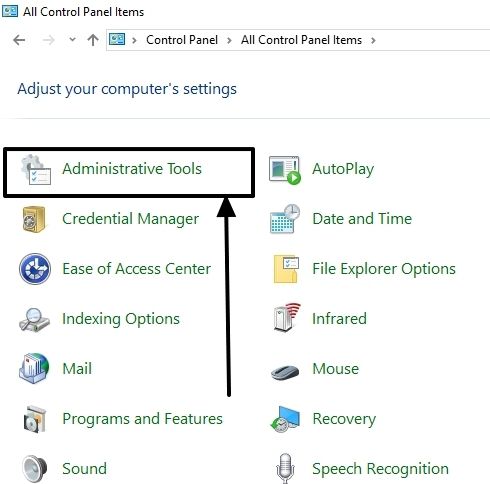 All Control Panel Items
Control Panel > All Control Panel Items >
Adjust your computer's settings
Administrative Tools
AutoPlay
Credential Manager
Date and Time
Ease of Access Center
File Explorer Options
Indexing Options
Infrared
Mail
Mouse
Programs and Features
Recovery
Sound
Speech Recognition